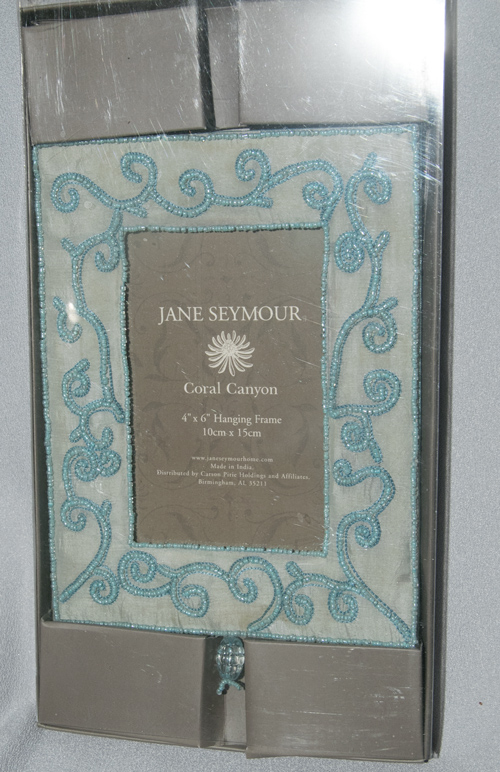 JANE SEYMOUR
Coral Canyon
4" x 6" Hanging Frame
10cm x 15cm
www.janeseymourhome.com
Made in India.
Distributed by Carson Pirie Holdings and Affiliates,
Birmingham, AL 35211